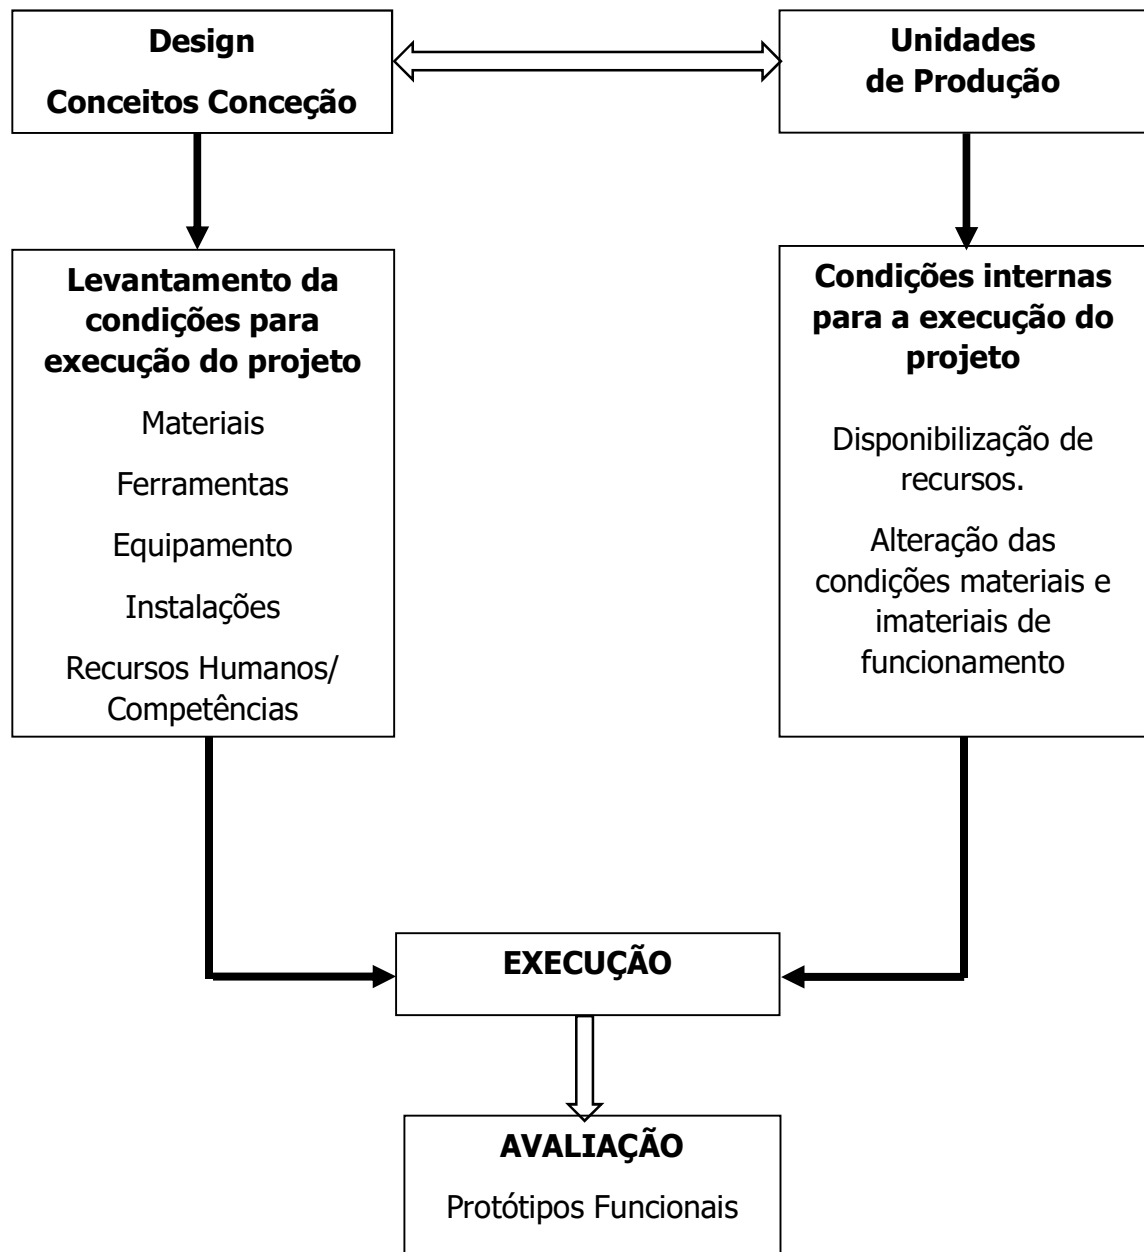 Design
Conceitos Conceção
Unidades
de Produção
Levantamento da
condições para
execução do projeto
Materiais
Ferramentas
Equipamento
Instalações
Recursos Humanos/
Competências
Condições internas
para a execução do
projeto
Disponibilização de
recursos.
Alteração das
condições materiais e
imateriais de
funcionamento
EXECUÇÃO
AVALIAÇÃO
Protótipos Funcionais